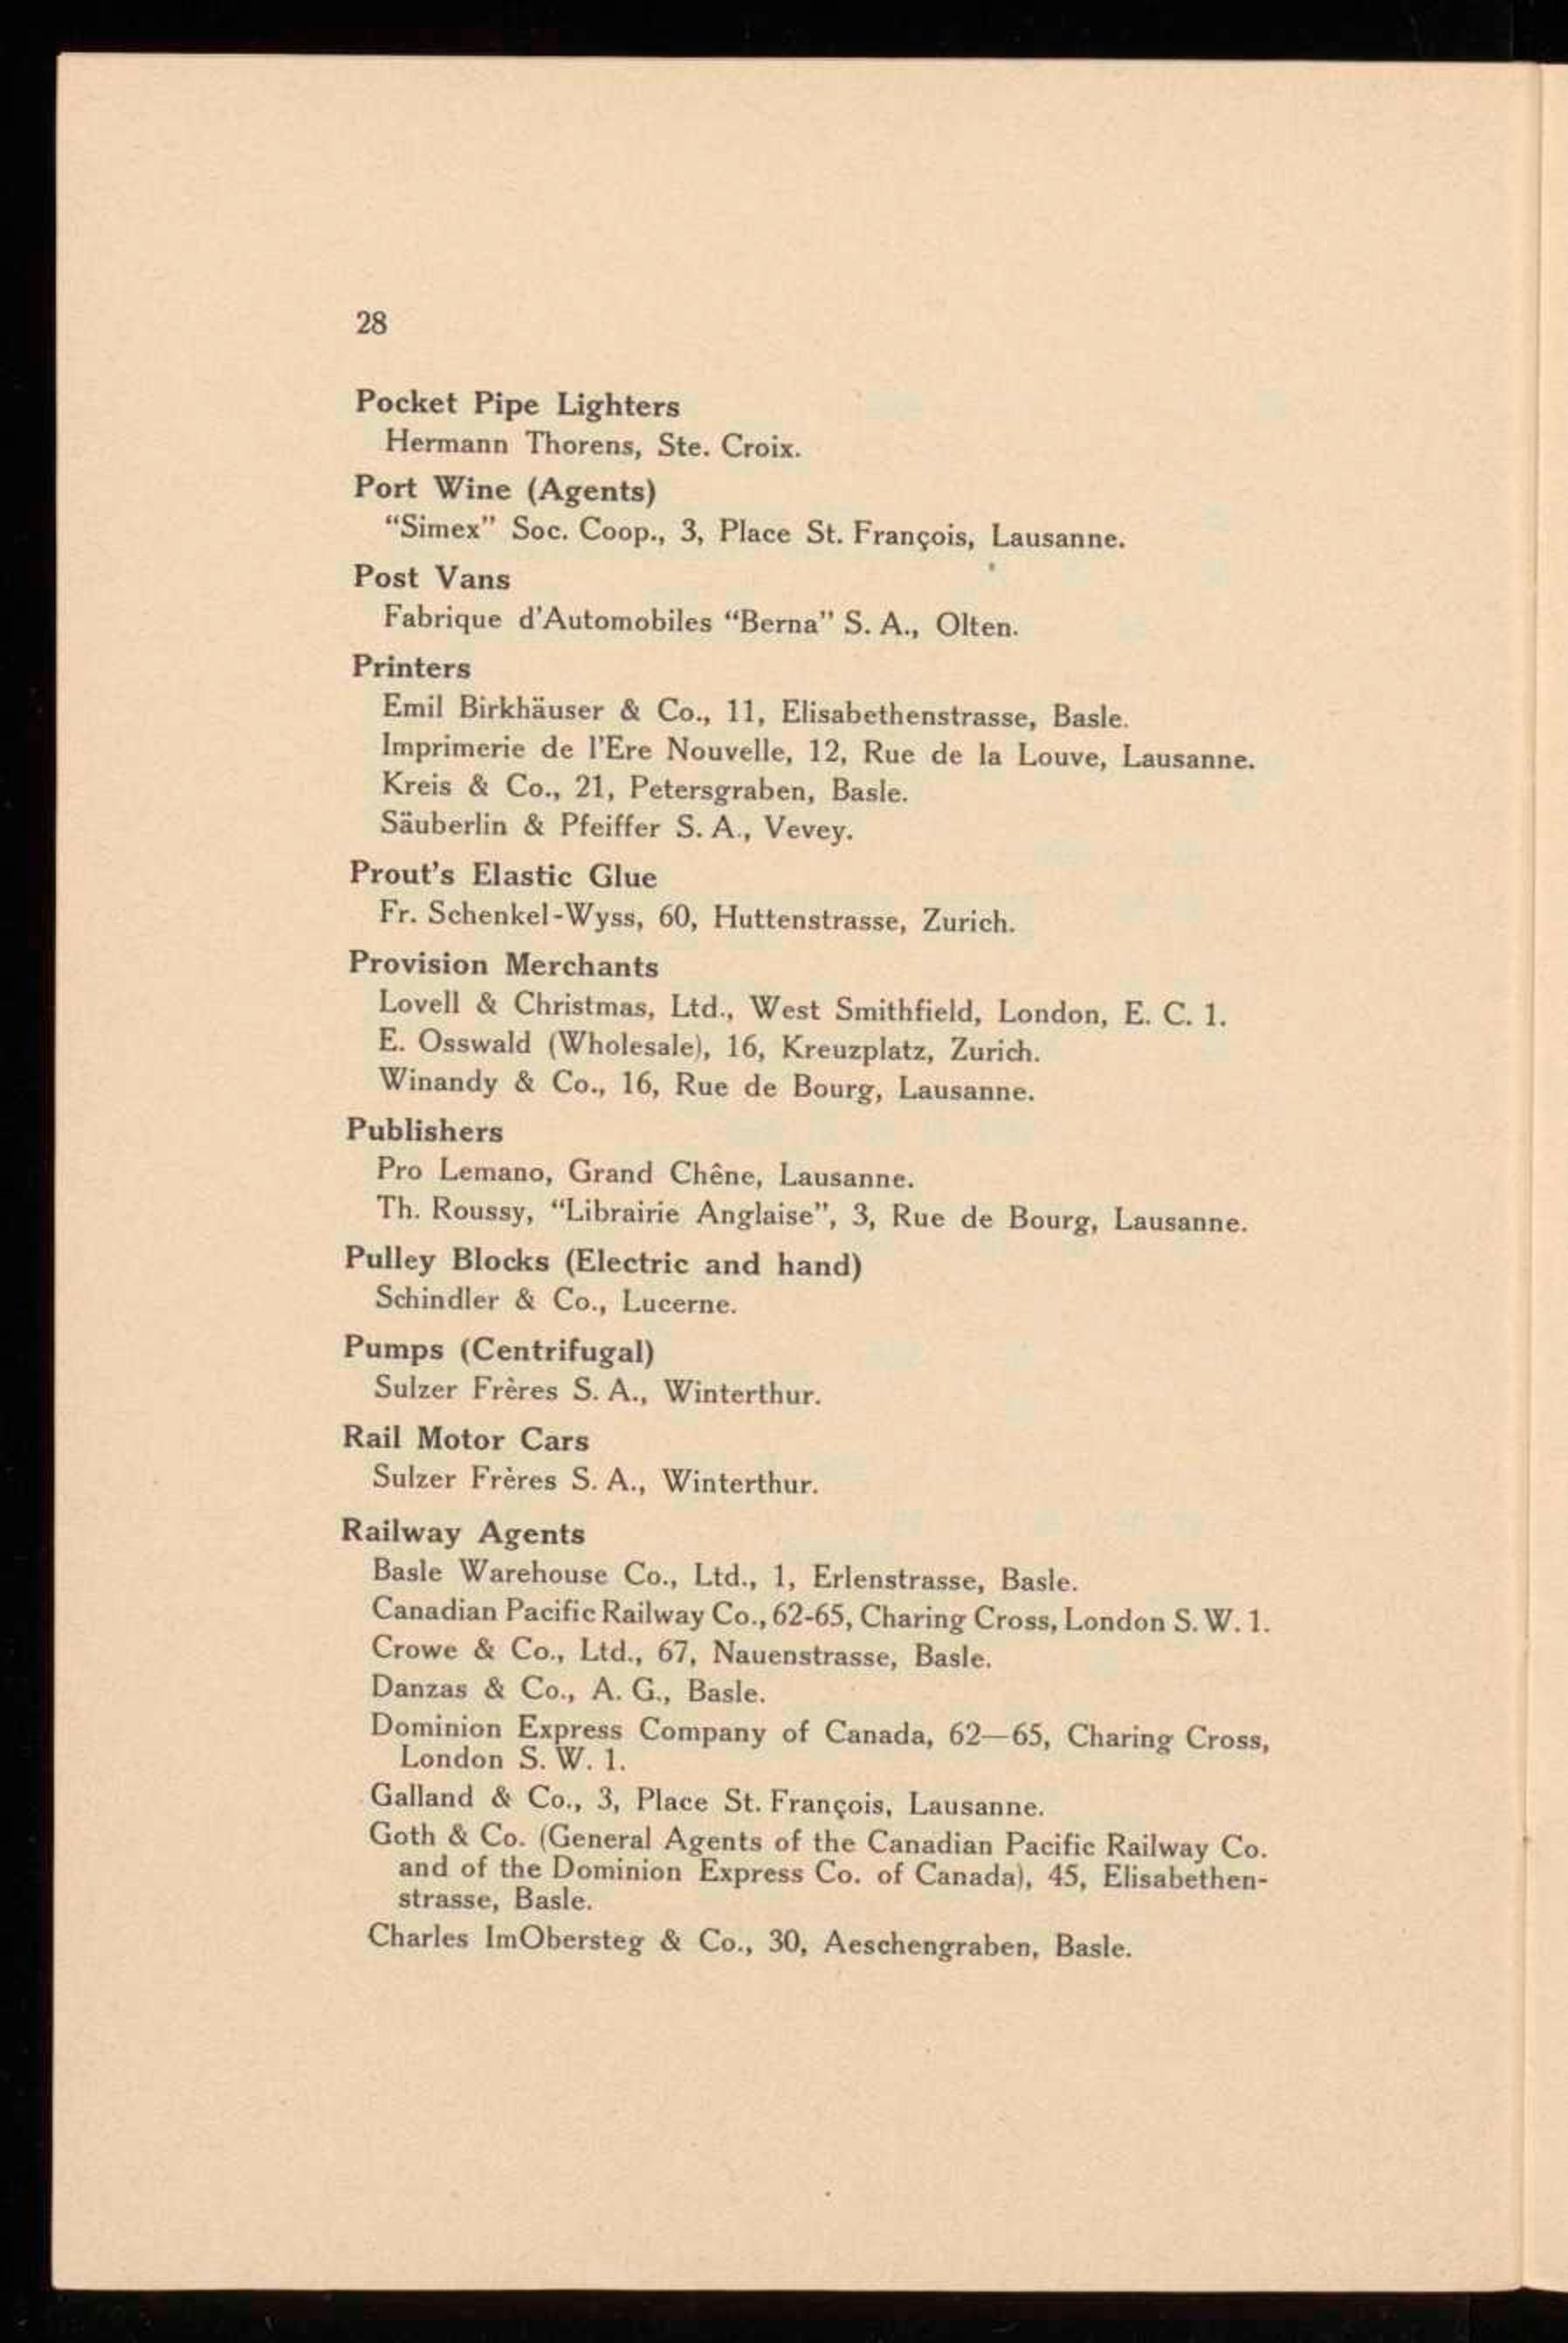 28
Pocket Pipe Lighters
Hermann Thorens, Ste. Croix.
Port Wine (Agents)
“Simex” Soc. Coop., 3, Place St. François, Lausanne.
Post Vans
Fabrique d'Automobiles “Berna” S. A., Olten.
Printers
Emil Birkhäuser & Co., 11, Elisabethenstrasse, Basle.
Imprimerie de l'Ere Nouvelle, 12, Rue de la Louve, Lausanne.
Kreis & Co., 21, Petersgraben, Basle.
Säuberlin & Pfeiffer S. A., Vevey.
Prout's Elastic Glue
Fr. Schenkel-Wyss, 60, Huttenstrasse, Zurich.
Provision Merchants
Lovell & Christmas, Ltd., West Smithfield, London, E. C. 1.
E. Osswald (Wholesale), 16, Kreuzplatz, Zurich.
Winandy & Co., 16, Rue de Bourg, Lausanne.
Publishers
Pro Lemano, Grand Chêne, Lausanne.
Th. Roussy, “Librairie Anglaise”, 3, Rue de Bourg, Lausanne.
Pulley Blocks (Electric and hand)
Schindler & Co., Lucerne.
Pumps (Centrifugal)
Sulzer Frères S. A., Winterthur.
Rail Motor Cars
Sulzer Frères S. A., Winterthur.
Railway Agents
Basle Warehouse Co., Ltd., 1, Erlenstrasse, Basle.
Canadian Pacific Railway Co., 62-65, Charing Cross, London S. W. 1.
Crowe & Co., Ltd., 67, Nauenstrasse, Basle.
Danzas & Co., A. G., Basle.
Dominion Express Company of Canada, 62—65, Charing Cross,
London S. W. 1.
Galland & Co., 3, Place St. François, Lausanne.
Goth & Co. (General Agents of the Canadian Pacific Railway Co.
and of the Dominion Express Co. of Canada), 45, Elisabethen-
strasse, Basle.
Charles ImObersteg & Co., 30, Aeschengraben, Basle.